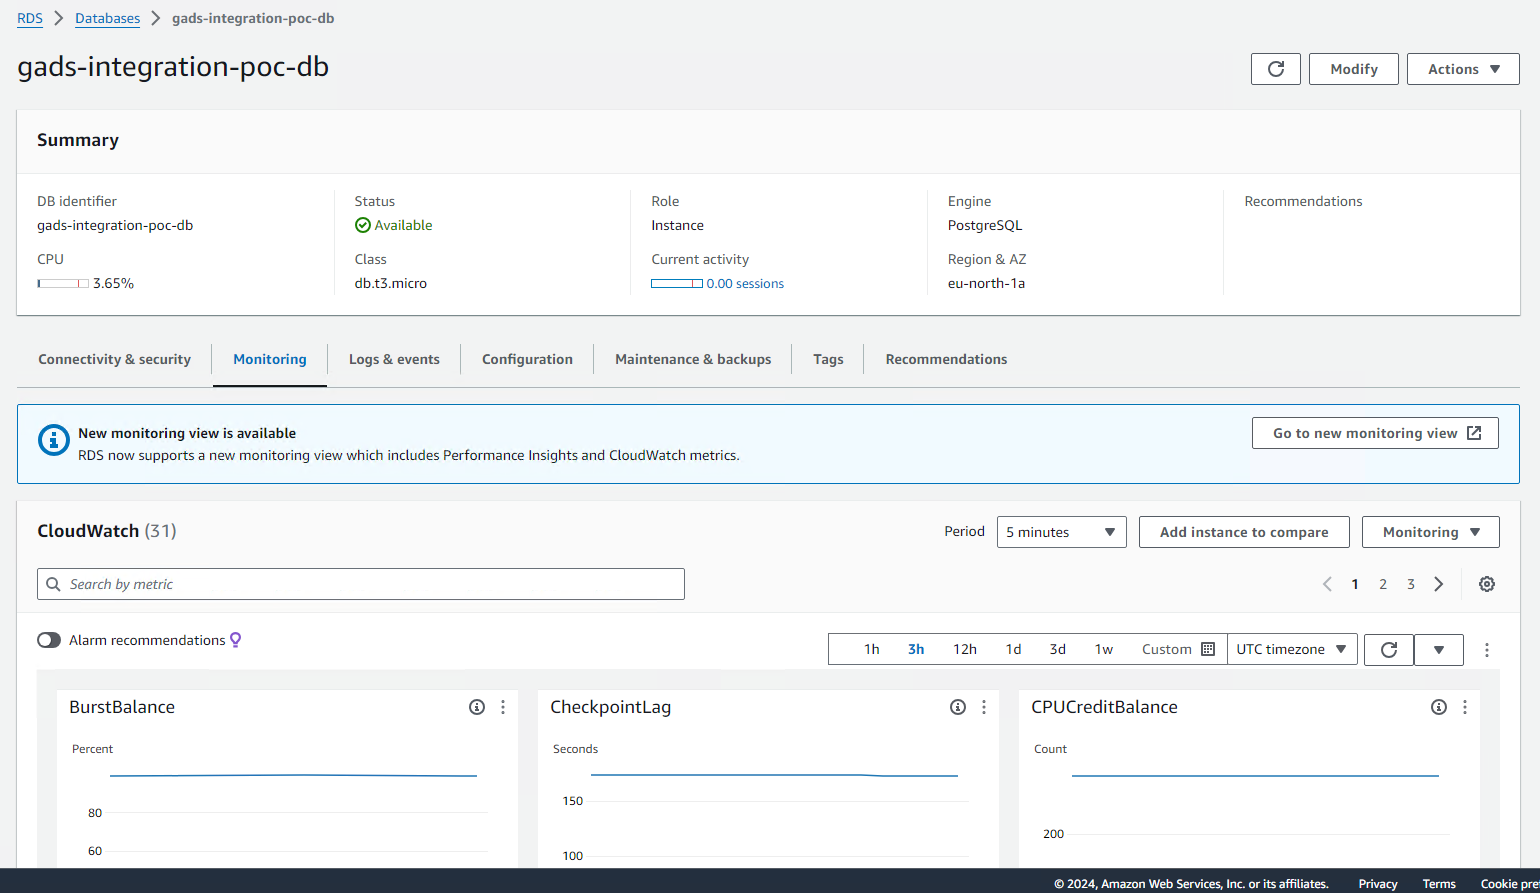 RDS > Databases > gads-integration-poc-db
gads-integration-poc-db
Modify
Actions
Summary
DB identifier
gads-integration-poc-db
CPU
3.65%
Status
Available
Class
db.t3.micro
Role
Instance
Current activity
0.00 sessions
Engine
PostgreSQL
Region & AZ
eu-north-1a
Recommendations
Connectivity & security
Monitoring
Logs & events
Configuration
Maintenance & backups
Tags
Recommendations
New monitoring view is available
RDS now supports a new monitoring view which includes Performance Insights and CloudWatch metrics.
Go to new monitoring view
CloudWatch (31)
Period
5 minutes
Add instance to compare
Monitoring
Search by metric
1 2 3
Alarm recommendations
1h 3h 12h 1d 3d 1w Custom
UTC timezone
BurstBalance
Percent
80
60
CheckpointLag
Seconds
150
100
CPUCreditBalance
Count
200
© 2024, Amazon Web Services, Inc. or its affiliates. Privacy Terms Cookie pre